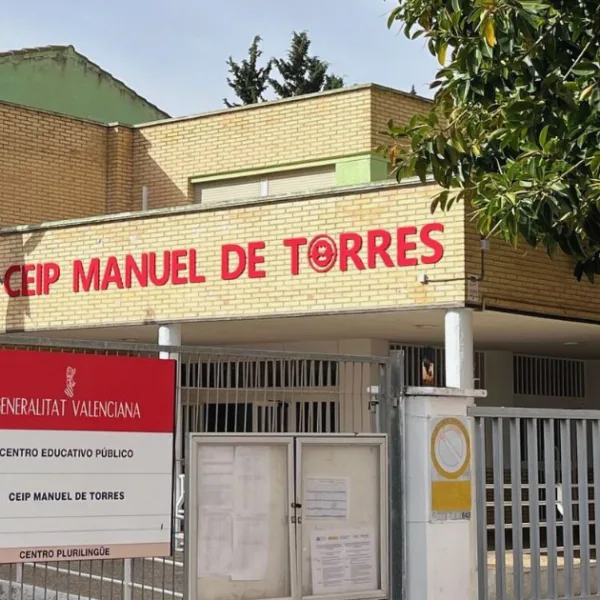 CEIP MANUEL DE TORRES
GENERALITAT VALENCIANA
CENTRO EDUCATIVO PÚBLICO
CEIP MANUEL DE TORRES
CENTRO PLURILINGÜE